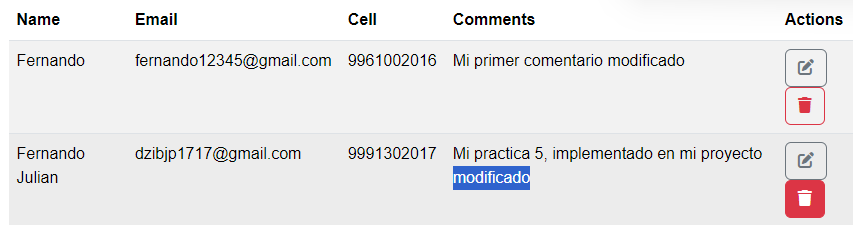 Name Email Cell Comments Actions
Fernando fernando12345@gmail.com 9961002016 Mi primer comentario modificado
Fernando dzibjp1717@gmail.com 9991302017 Mi practica 5, implementado en mi proyecto
Julian modificado